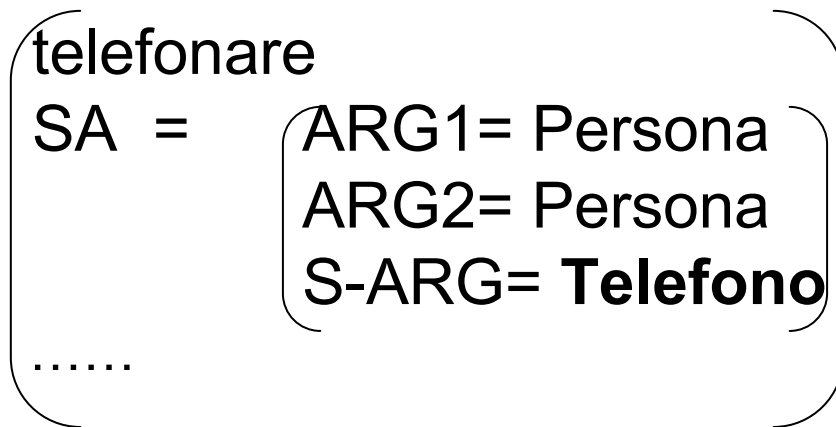 telefonare
SA = ARG1= Persona
ARG2= Persona
S-ARG= Telefono
......